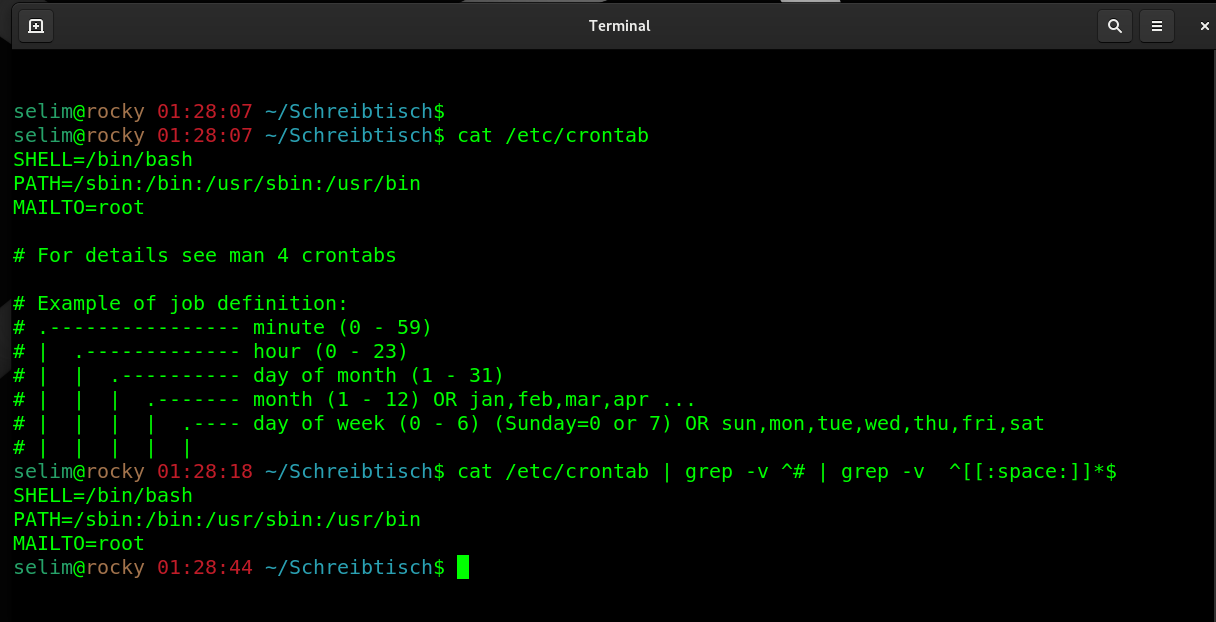 Terminal
selim@rocky 01:28:07 ~/Schreibtisch$
selim@rocky 01:28:07 ~/Schreibtisch$ cat /etc/crontab
SHELL=/bin/bash
PATH=/sbin:/bin:/usr/sbin:/usr/bin
MAILTO=root

# For details see man 4 crontabs

# Example of job definition:
# .---------------- minute (0 - 59)
# |  .------------- hour (0 - 23)
# |  |  .---------- day of month (1 - 31)
# |  |  |  .------- month (1 - 12) OR jan,feb,mar,apr ...
# |  |  |  |  .---- day of week (0 - 6) (Sunday=0 or 7) OR sun,mon,tue,wed,thu,fri,sat
# |  |  |  |  |
selim@rocky 01:28:18 ~/Schreibtisch$ cat /etc/crontab | grep -v ^# | grep -v  ^[[:space:]]*$
SHELL=/bin/bash
PATH=/sbin:/bin:/usr/sbin:/usr/bin
MAILTO=root
selim@rocky 01:28:44 ~/Schreibtisch$